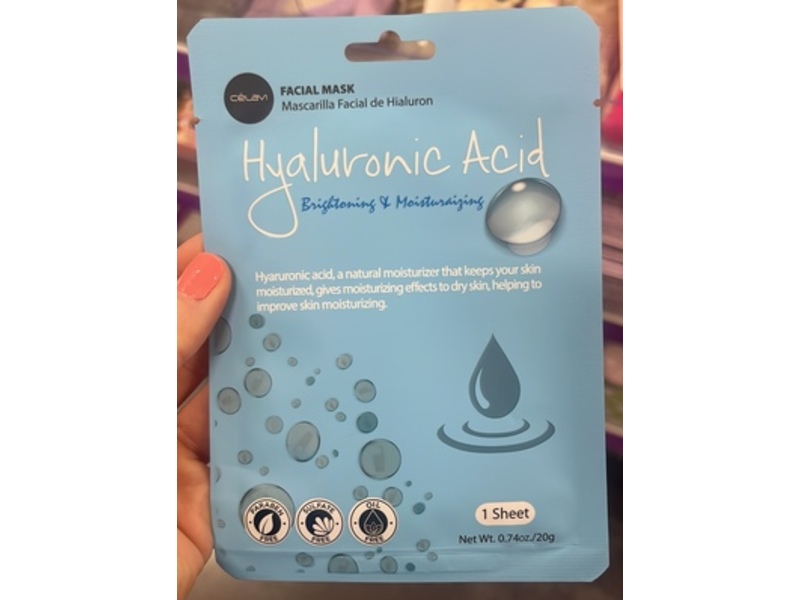 CÉLAVI
FACIAL MASK
Mascarilla Facial de Hialuron
Hyaluronic Acid
Brightoning & Moisturaizing
Hyaruronic acid, a natural moisturizer that keeps your skin
moisturized, gives moisturizing effects to dry skin, helping to
improve skin moisturizing.
PARABEN
FREE
SULFATE
FREE
OIL
FREE
1 Sheet
Net Wt. 0.74oz./20g